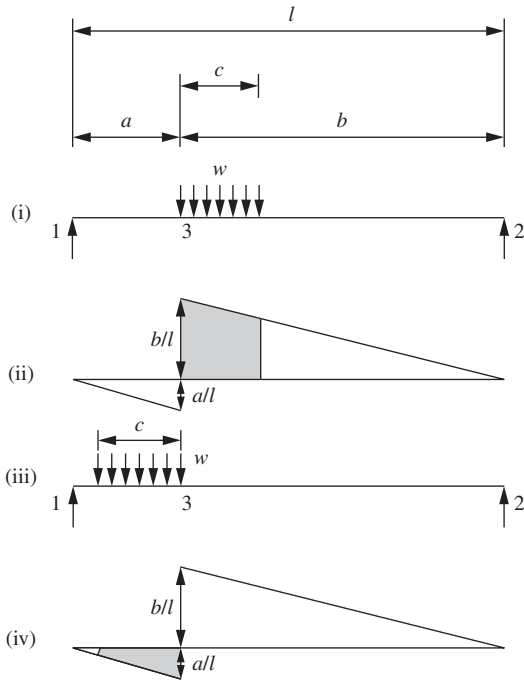 l
c
a b
w
(i)
1 3 2
b/l
(ii)
a/l
c
w
(iii)
1 3 2
b/l
(iv)
a/l